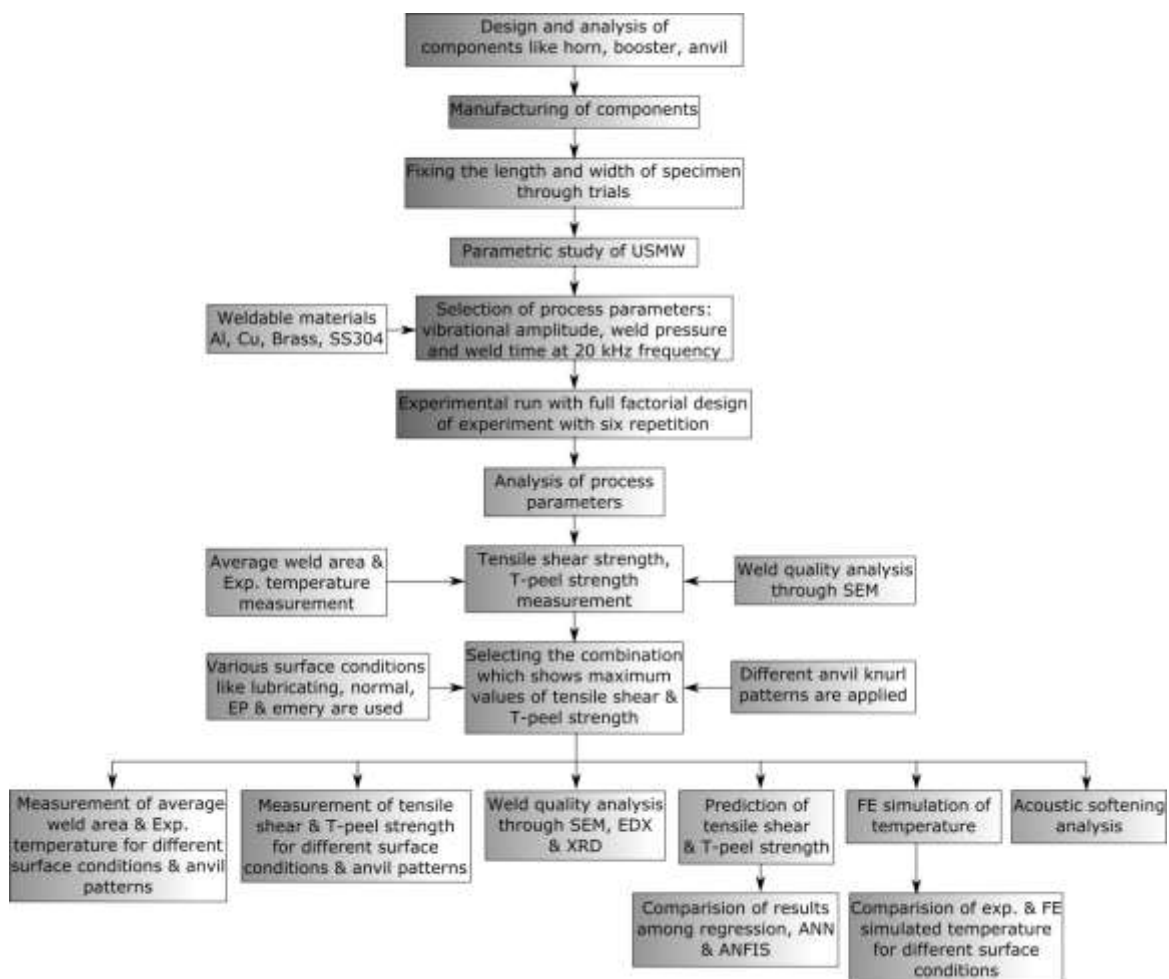 Design and analysis of
components like horn, booster, anvil
Manufacturing of components
Fixing the length and width of specimen
through trials
Parametric study of USMW
Weldable materials
Al, Cu, Brass, SS304
Selection of process parameters:
vibrational amplitude, weld pressure
and weld time at 20 kHz frequency
Experimental run with full factorial design
of experiment with six repetition
Analysis of process
parameters
Average weld area &
Exp. temperature
measurement
Tensile shear strength,
T-peel strength
measurement
Weld quality analysis
through SEM
Various surface conditions
like lubricating, normal,
EP & emery are used
Selecting the combination
which shows maximum
values of tensile shear &
T-peel strength
Different anvil knurl
patterns are applied
Measurement of average
weld area & Exp.
temperature for different
surface conditions & anvil
patterns
Measurement of tensile
shear & T-peel strength
for different surface
conditions & anvil patterns
Weld quality analysis
through SEM, EDX
& XRD
Prediction of
tensile shear
& T-peel strength
FE simulation of
temperature
Acoustic softening
analysis
Comparision of results
among regression, ANN
& ANFIS
Comparision of exp. & FE
simulated temperature
for different surface
conditions